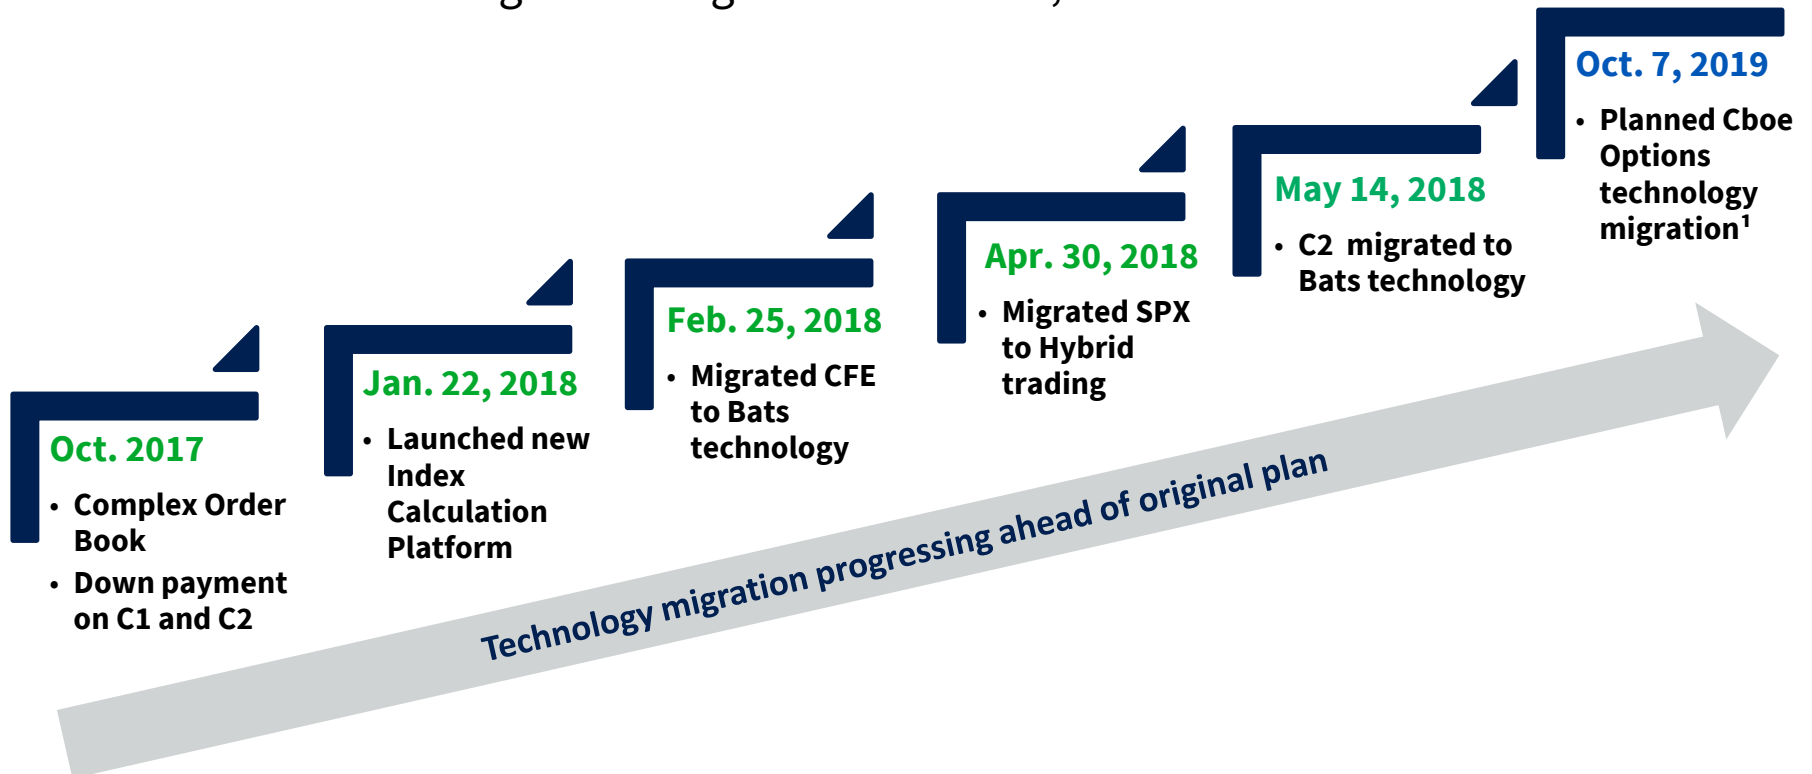 Oct. 2017
• Complex Order
Book
• Down payment
on C1 and C2
Jan. 22, 2018
• Launched new
Index
Calculation
Platform
Feb. 25, 2018
• Migrated CFE
to Bats
technology
Apr. 30, 2018
• Migrated SPX
to Hybrid
trading
May 14, 2018
• C2  migrated to
Bats technology
Oct. 7, 2019
• Planned Cboe
Options
technology
migration¹
Technology migration progressing ahead of original plan